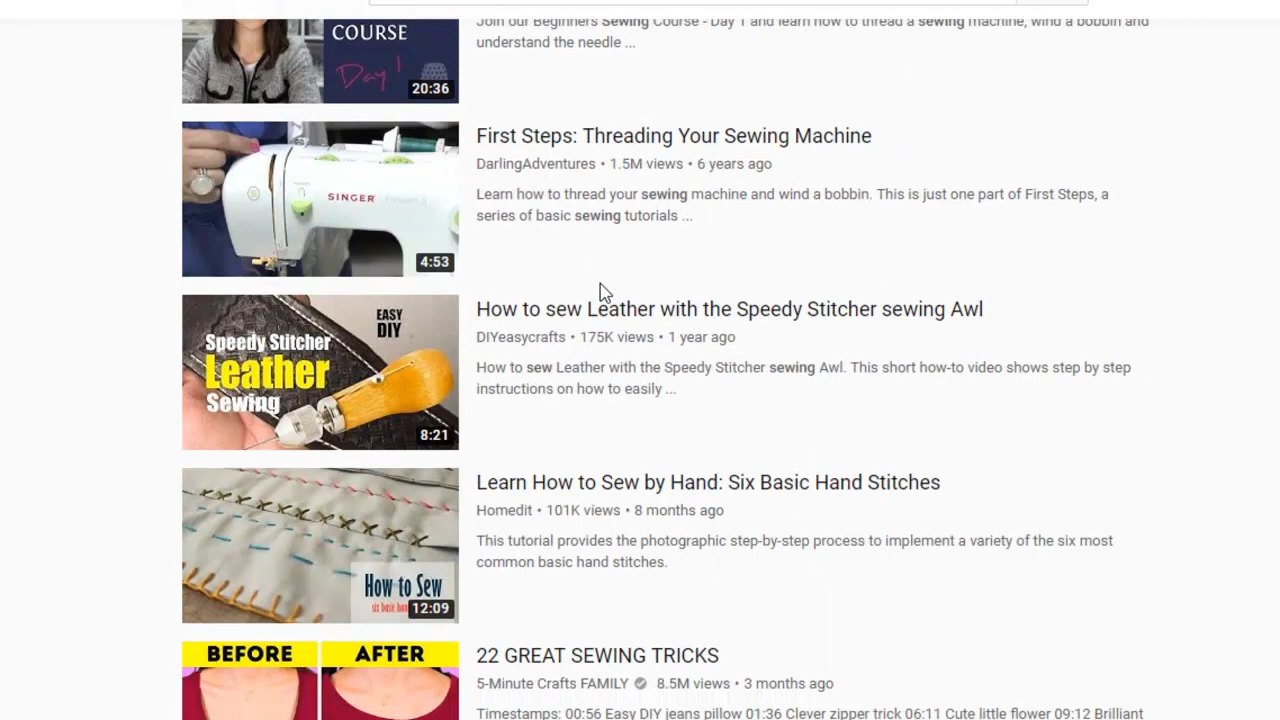 Join our Beginners Sewing Course - Day 1 and learn how to thread a sewing machine, wind a bobbin and
understand the needle ...
COURSE
Day 1
20:36
First Steps: Threading Your Sewing Machine
DarlingAdventures • 1.5M views • 6 years ago
Learn how to thread your sewing machine and wind a bobbin. This is just one part of First Steps, a
series of basic sewing tutorials ...
SINGER
4:53
How to sew Leather with the Speedy Stitcher sewing Awl
DIYeasycrafts • 175K views • 1 year ago
How to sew Leather with the Speedy Stitcher sewing Awl. This short how-to video shows step by step
instructions on how to easily ...
EASY
DIY
Speedy Stitcher
Leather
Sewing
8:21
Learn How to Sew by Hand: Six Basic Hand Stitches
Homedit • 101K views • 8 months ago
This tutorial provides the photographic step-by-step process to implement a variety of the six most
common basic hand stitches.
How to Sew
six basic
12:09
BEFORE
AFTER
22 GREAT SEWING TRICKS
5-Minute Crafts FAMILY 8.5M views • 3 months ago
Timestamps: 00:56 Easy DIY jeans pillow 01:36 Clever zipper trick 06:11 Cute little flower 09:12 Brilliant